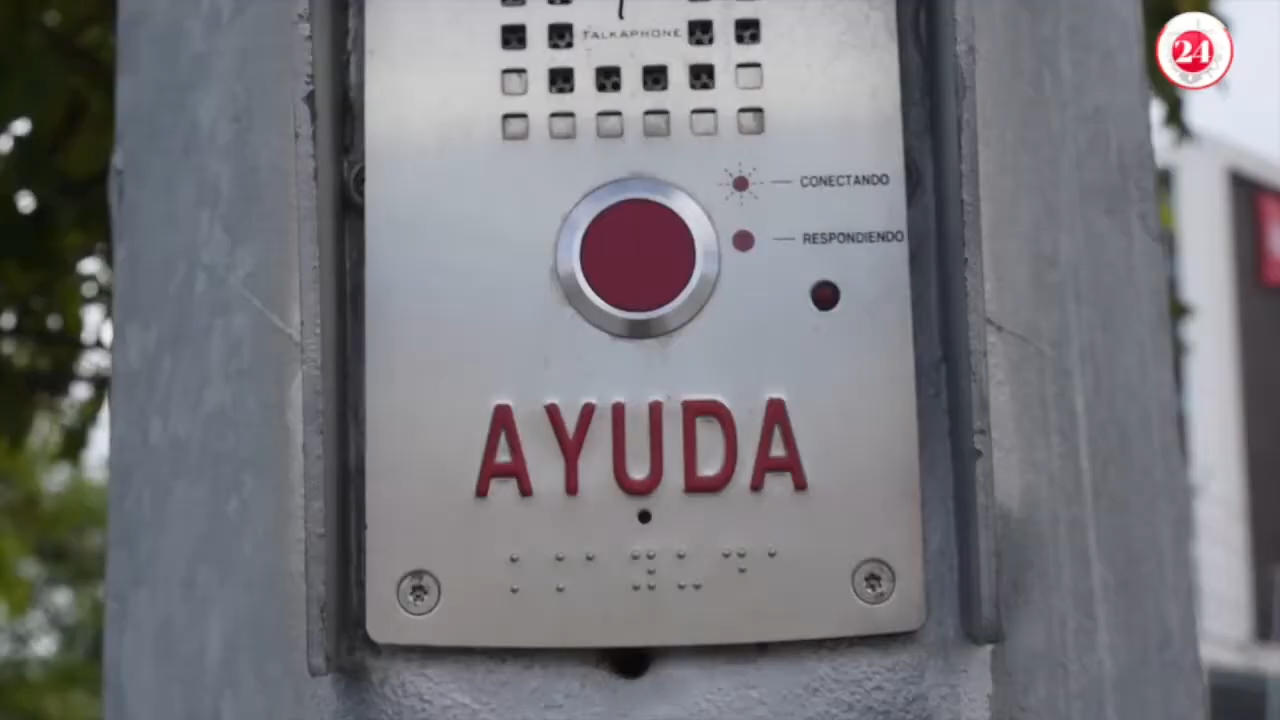 TALKAPHONE
24
CONECTANDO
RESPONDIENDO
AYUDA